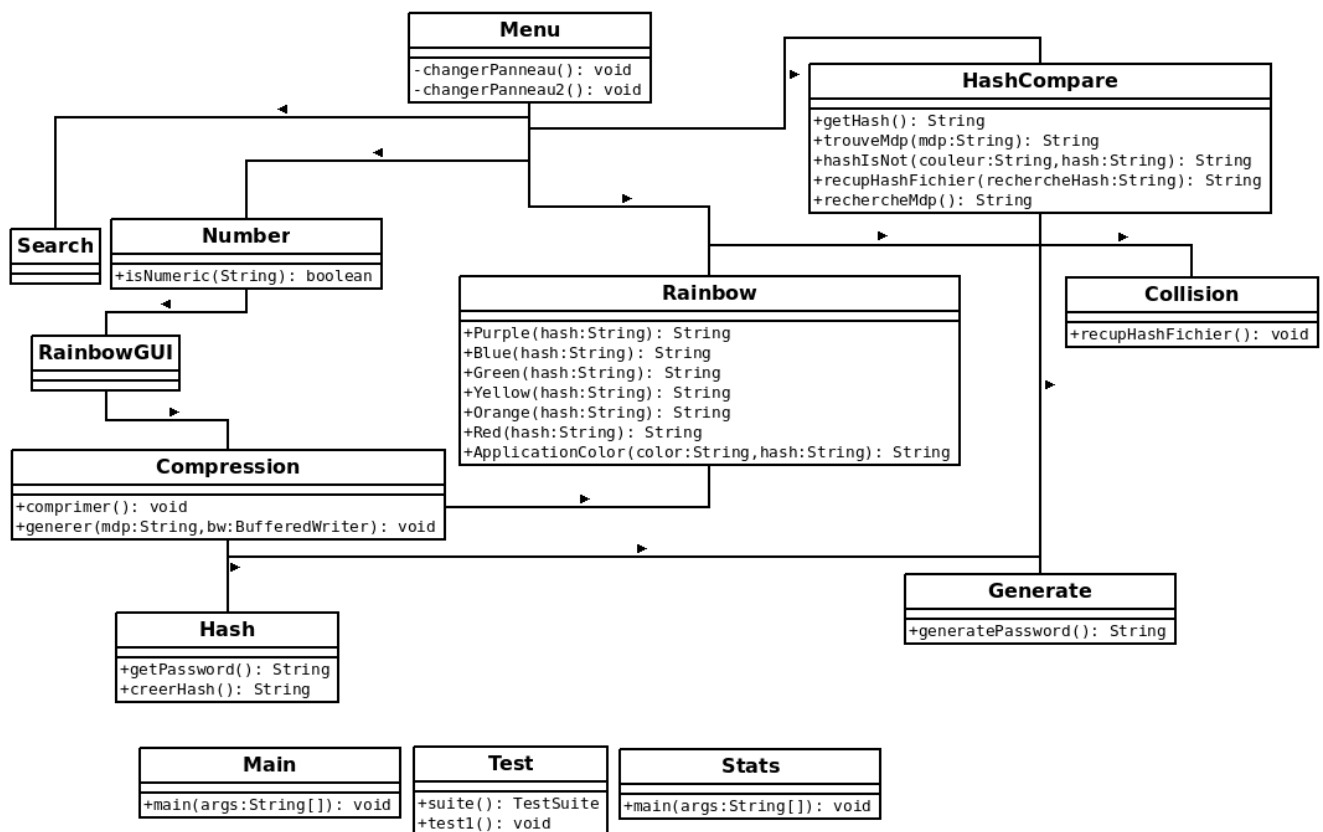 Menu
-changerPanneau(): void
-changerPanneau2(): void
HashCompare
+getHash(): String
+trouveMdp(mdp:String): String
+hashIsNot(couleur:String,hash:String): String
+recupHashFichier(rechercheHash:String): String
+rechercheMdp(): String
Search
Number
+isNumeric(String): boolean
Rainbow
+Purple(hash:String): String
+Blue(hash:String): String
+Green(hash:String): String
+Yellow(hash:String): String
+Orange(hash:String): String
+Red(hash:String): String
+ApplicationColor(color:String,hash:String): String
Collision
+recupHashFichier(): void
RainbowGUI
Compression
+comprimer(): void
+generer(mdp:String,bw:BufferedWriter): void
Generate
+generatePassword(): String
Hash
+getPassword(): String
+creerHash(): String
Main
+main(args:String[]): void
Test
+suite(): TestSuite
+test1(): void
Stats
+main(args:String[]): void